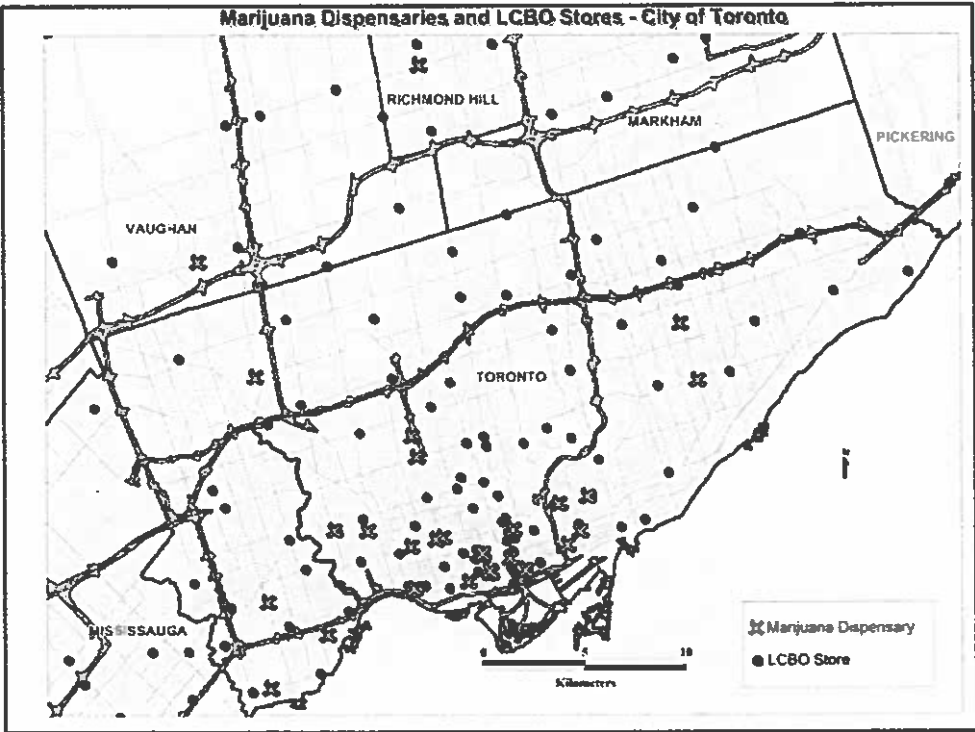 Marijuana Dispensaries and LCBO Stores - City of Toronto
RICHMOND HILL
MARKHAM
PICKERING
VAUGHAN
TORONTO
MISSISSAUGA
Marijuana Dispensary
LCBO Store
0 5 10
Kilometers